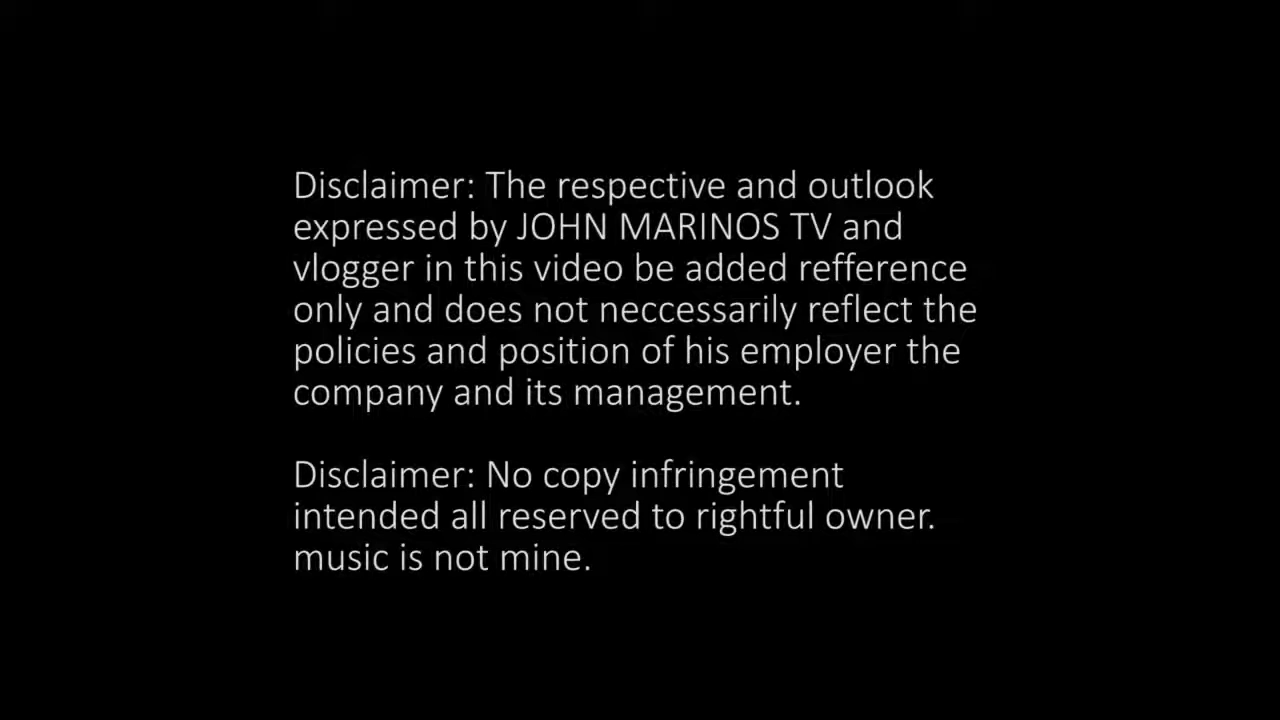 Disclaimer: The respective and outlook
expressed by JOHN MARINOS TV and
vlogger in this video be added refference
only and does not neccessarily reflect the
policies and position of his employer the
company and its management.
Disclaimer: No copy infringement
intended all reserved to rightful owner.
music is not mine.